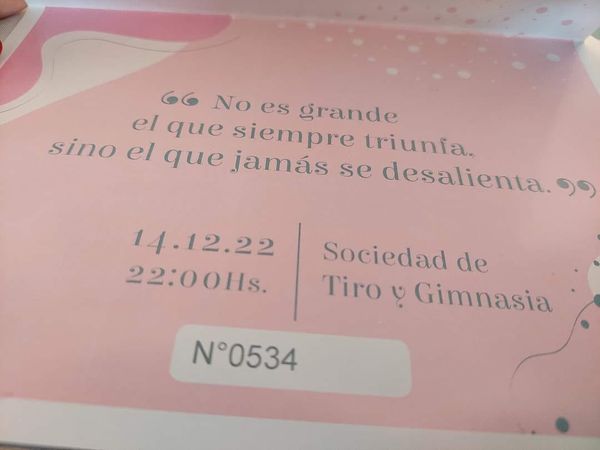 “ No es grande
el que siempre triunfa.
sino el que jamás se desalienta. ”
14.12.22
22:00Hs.
Sociedad de
Tiro y Gimnasia
N°0534